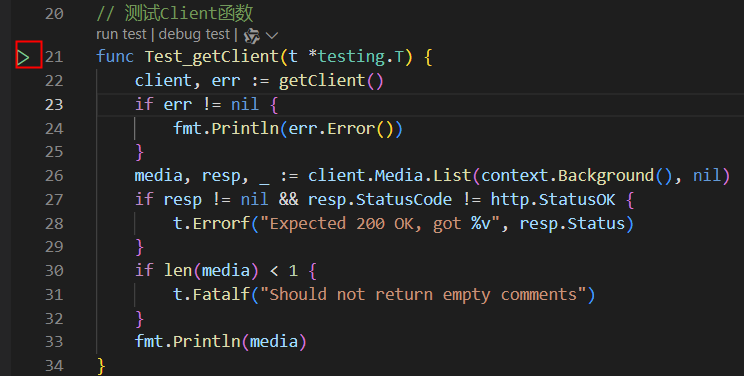 20 // 测试Client函数
run test | debug test |
21 func Test_getClient(t *testing.T) {
22 client, err := getClient()
23 if err != nil {
24 fmt.Println(err.Error())
25 }
26 media, resp, _ := client.Media.List(context.Background(), nil)
27 if resp != nil && resp.StatusCode != http.StatusOK {
28 t.Errorf("Expected 200 OK, got %v", resp.Status)
29 }
30 if len(media) < 1 {
31 t.Fatalf("Should not return empty comments")
32 }
33 fmt.Println(media)
34 }